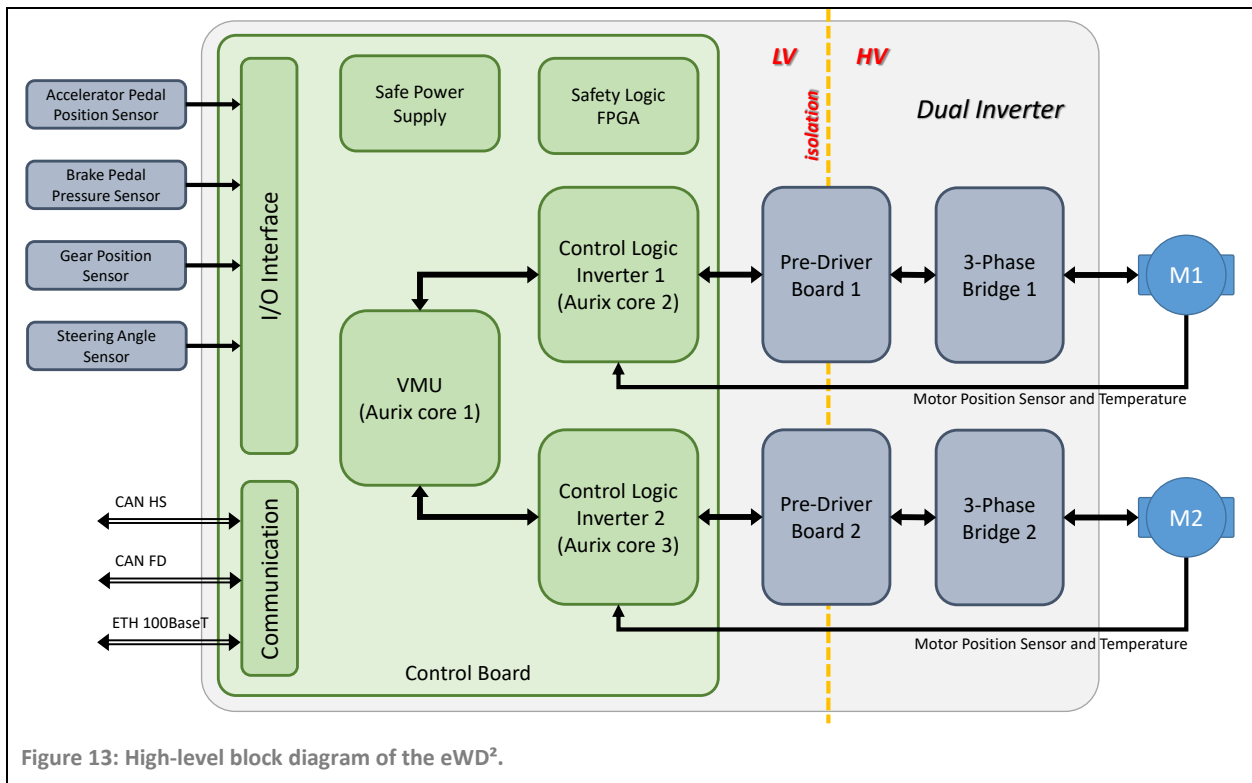 LV
HV
isolation
Dual Inverter
Accelerator Pedal
Position Sensor
Brake Pedal
Pressure Sensor
Gear Position
Sensor
Steering Angle
Sensor
I/O Interface
Safe Power
Supply
Safety Logic
FPGA
Control Logic
Inverter 1
(Aurix core 2)
Pre-Driver
Board 1
3-Phase
Bridge 1
M1
Motor Position Sensor and Temperature
VMU
(Aurix core 1)
Control Logic
Inverter 2
(Aurix core 3)
Pre-Driver
Board 2
3-Phase
Bridge 2
M2
Motor Position Sensor and Temperature
CAN HS
CAN FD
ETH 100BaseT
Communication
Control Board
Figure 13: High-level block diagram of the eWD².